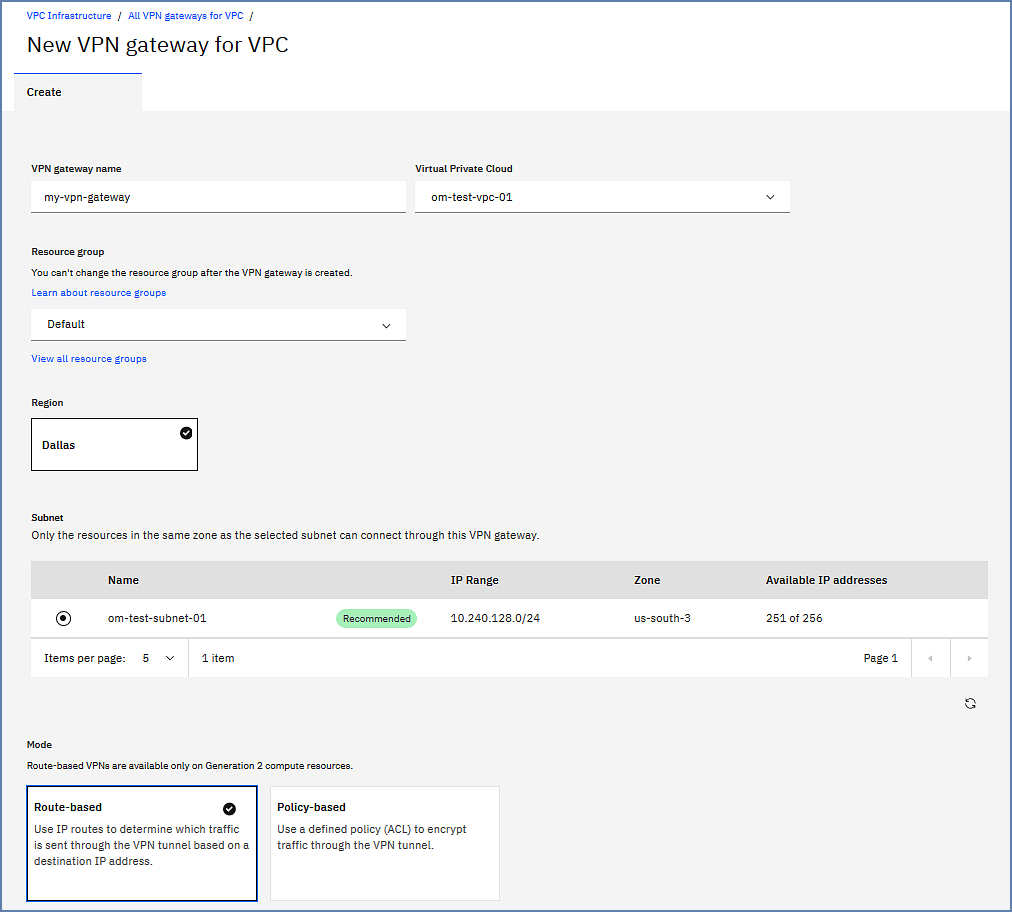 VPC Infrastructure / All VPN gateways for VPC /
New VPN gateway for VPC
Create
VPN gateway name
Virtual Private Cloud
my-vpn-gateway
om-test-vpc-01
Resource group
You can't change the resource group after the VPN gateway is created.
Learn about resource groups
Default
View all resource groups
Region
Dallas
Subnet
Only the resources in the same zone as the selected subnet can connect through this VPN gateway.
Name IP Range Zone Available IP addresses
om-test-subnet-01 Recommended 10.240.128.0/24 us-south-3 251 of 256
Items per page: 5 1 item Page 1
Mode
Route-based VPNs are available only on Generation 2 compute resources.
Route-based
Use IP routes to determine which traffic
is sent through the VPN tunnel based on a
destination IP address.
Policy-based
Use a defined policy (ACL) to encrypt
traffic through the VPN tunnel.